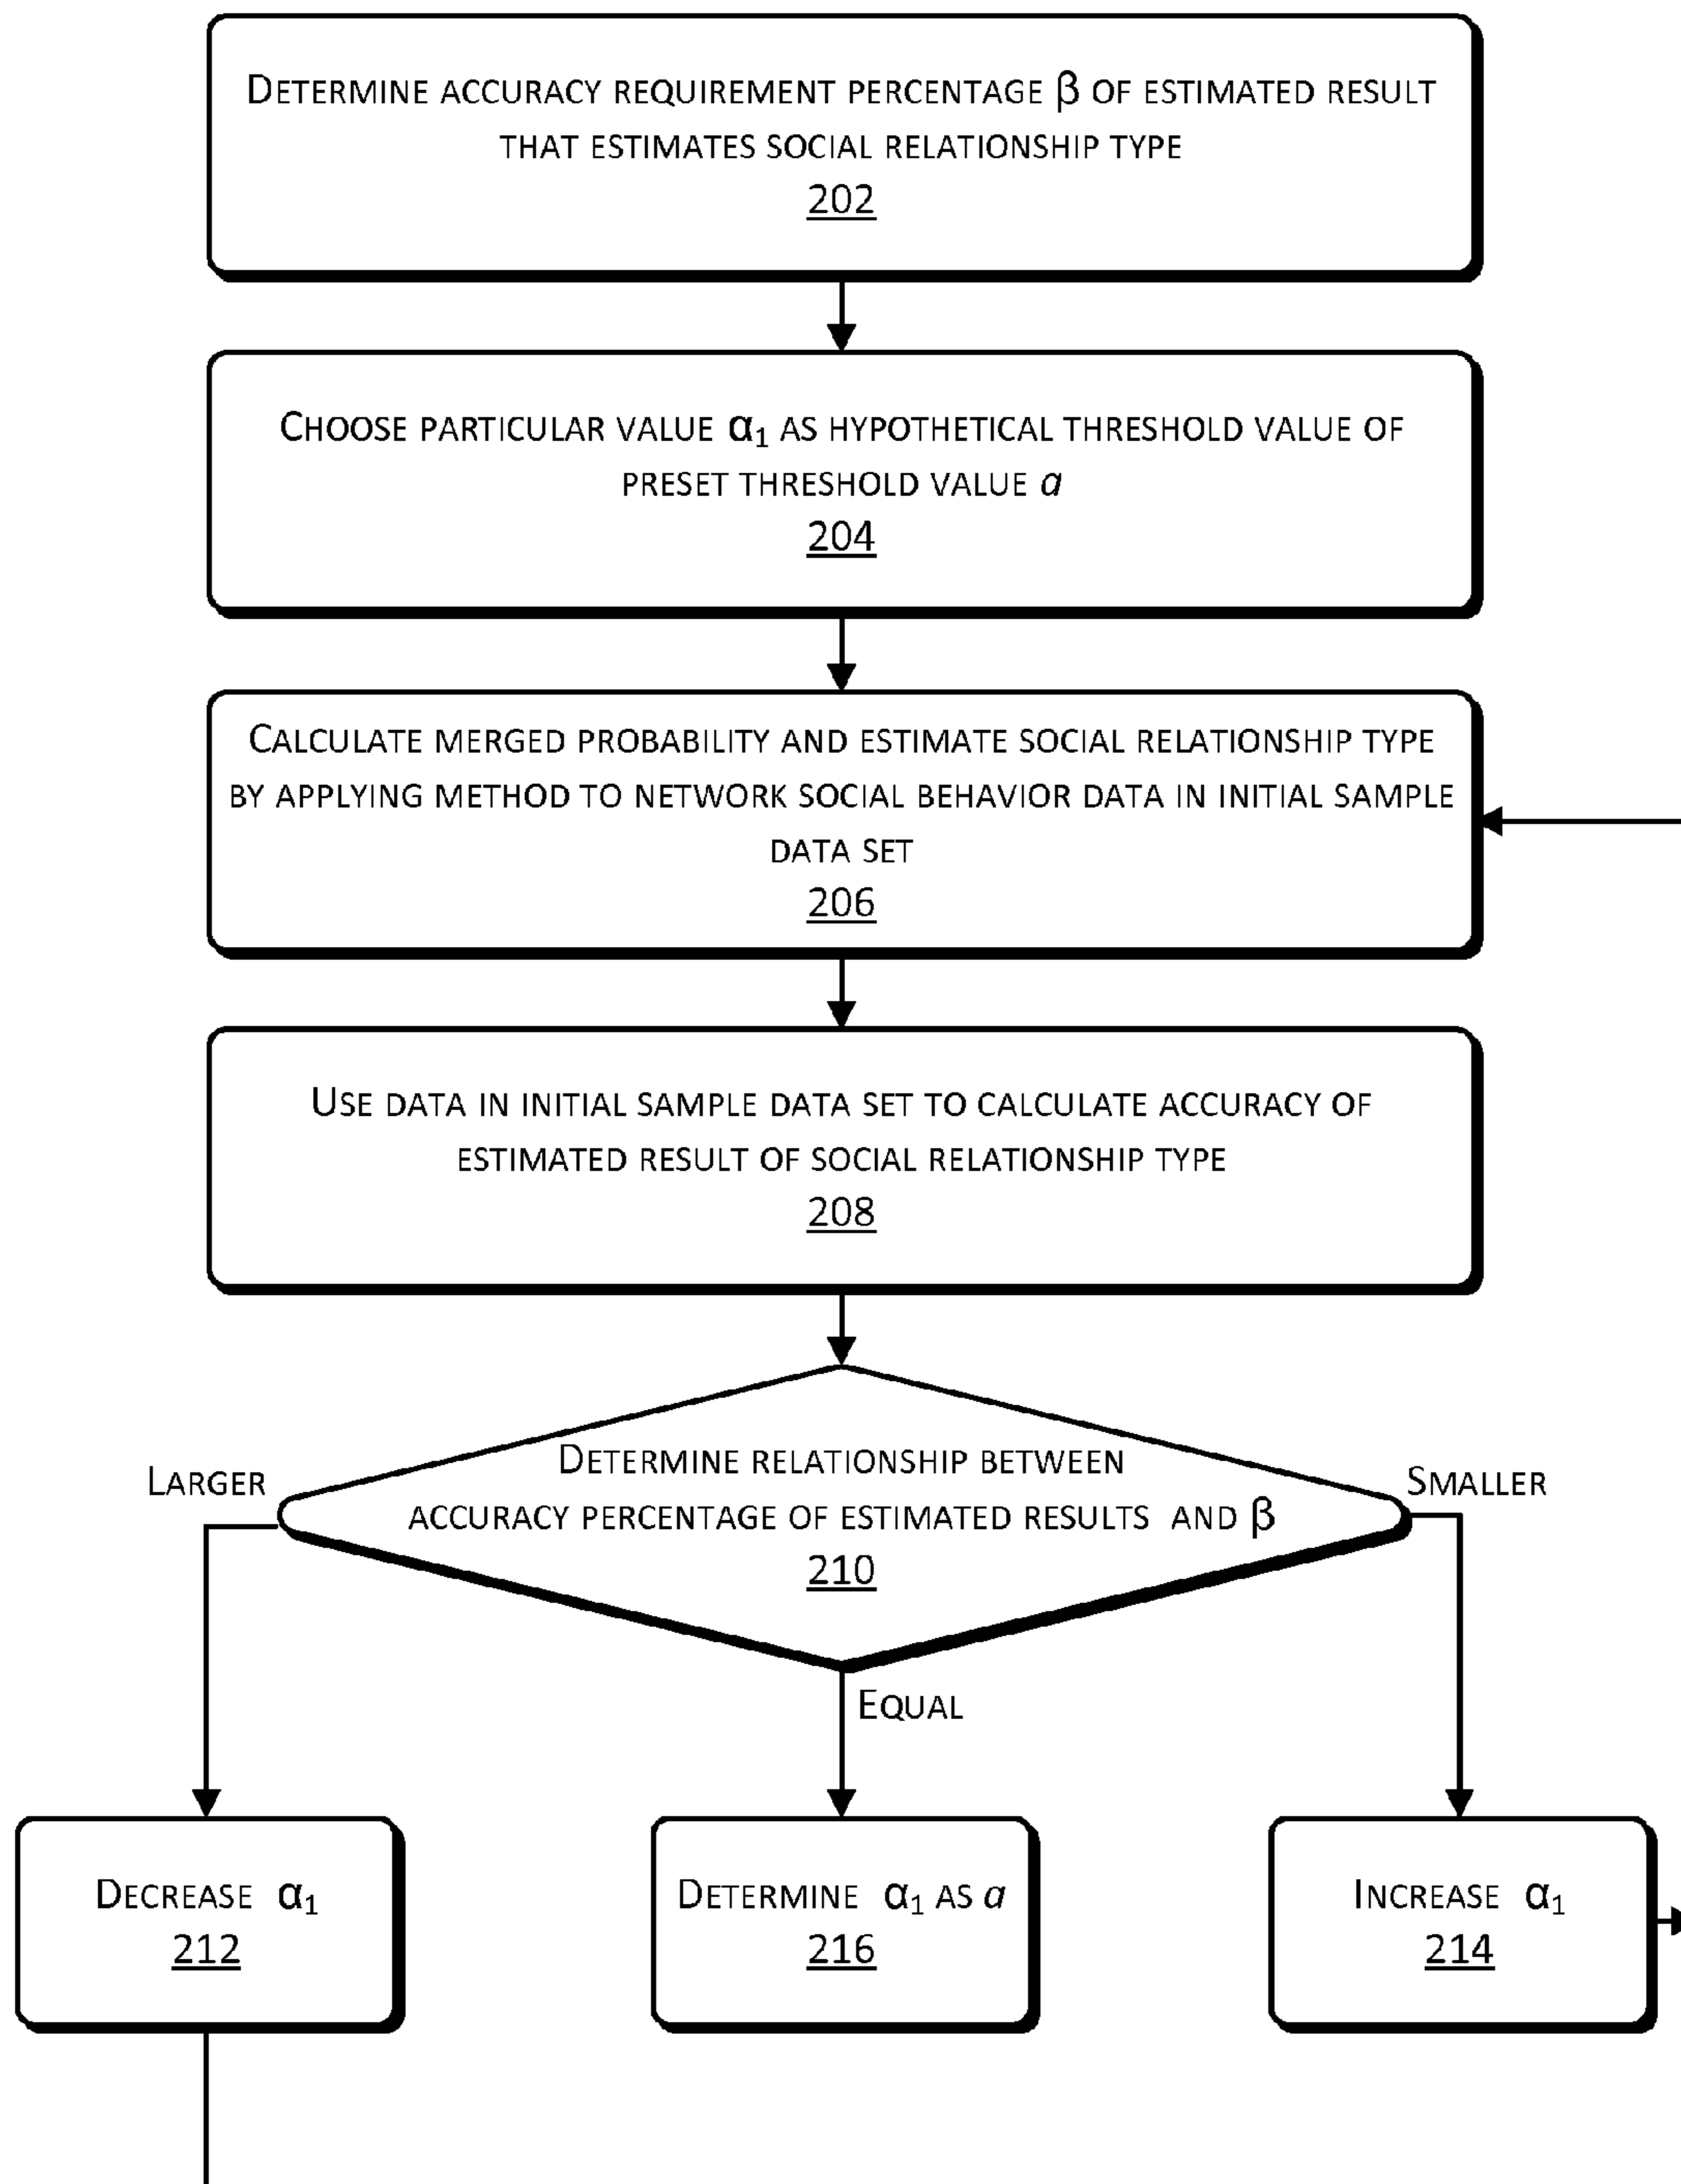 DETERMINE ACCURACY REQUIREMENT PERCENTAGE β OF ESTIMATED RESULT
THAT ESTIMATES SOCIAL RELATIONSHIP TYPE
202
CHOOSE PARTICULAR VALUE α₁ AS HYPOTHETICAL THRESHOLD VALUE OF
PRESET THRESHOLD VALUE α
204
CALCULATE MERGED PROBABILITY AND ESTIMATE SOCIAL RELATIONSHIP TYPE
BY APPLYING METHOD TO NETWORK SOCIAL BEHAVIOR DATA IN INITIAL SAMPLE
DATA SET
206
USE DATA IN INITIAL SAMPLE DATA SET TO CALCULATE ACCURACY OF
ESTIMATED RESULT OF SOCIAL RELATIONSHIP TYPE
208
DETERMINE RELATIONSHIP BETWEEN
ACCURACY PERCENTAGE OF ESTIMATED RESULTS AND β
210
LARGER
SMALLER
EQUAL
DECREASE α₁
212
DETERMINE α₁ AS α
216
INCREASE α₁
214